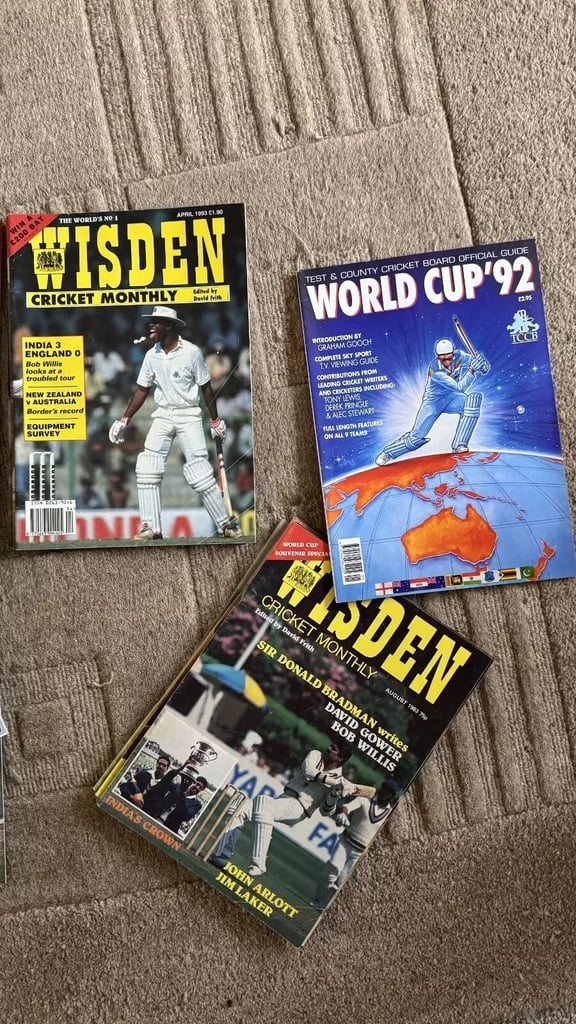 WIN A
£200 BAT
THE WORLD'S No 1
APRIL 1993 £1.90
WISDEN
CRICKET MONTHLY
Edited by
David Frith
INDIA 3
ENGLAND 0
Bob Willis
looks at a
troubled tour
NEW ZEALAND
v AUSTRALIA
Border's record
EQUIPMENT
SURVEY
TEST & COUNTY CRICKET BOARD OFFICIAL GUIDE
WORLD CUP '92
£2.95
TCCB
INTRODUCTION BY
GRAHAM GOOCH
COMPLETE SKY SPORT
T.V. VIEWING GUIDE
CONTRIBUTIONS FROM
LEADING CRICKET WRITERS
AND CRICKETERS INCLUDING:
TONY LEWIS,
DEREK PRINGLE
& ALEC STEWART
FULL LENGTH FEATURES
ON ALL 9 TEAMS
WORLD CUP
SOUVENIR SPECIAL
WISDEN
CRICKET MONTHLY
Edited by David Frith
AUGUST 1983 75p
SIR DONALD BRADMAN writes
DAVID GOWER
BOB WILLIS
INDIA'S CROWN
JOHN ARLOTT
JIM LAKER